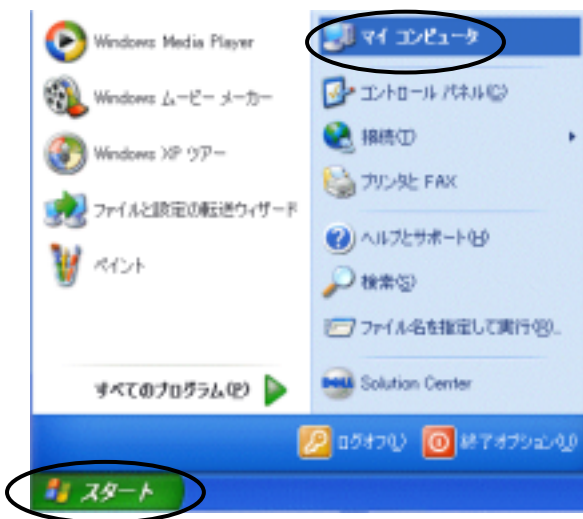 Windows Media Player
Windows ムービー メーカー
Windows XP ツアー
ファイルと設定の転送ウィザード
ペイント
すべてのプログラム(P)
マイ コンピュータ
コントロール パネル(C)
接続(T)
プリンタと FAX
ヘルプとサポート(H)
検索(S)
ファイル名を指定して実行(R)...
DELL Solution Center
ログオフ(L)
終了オプション(U)
スタート